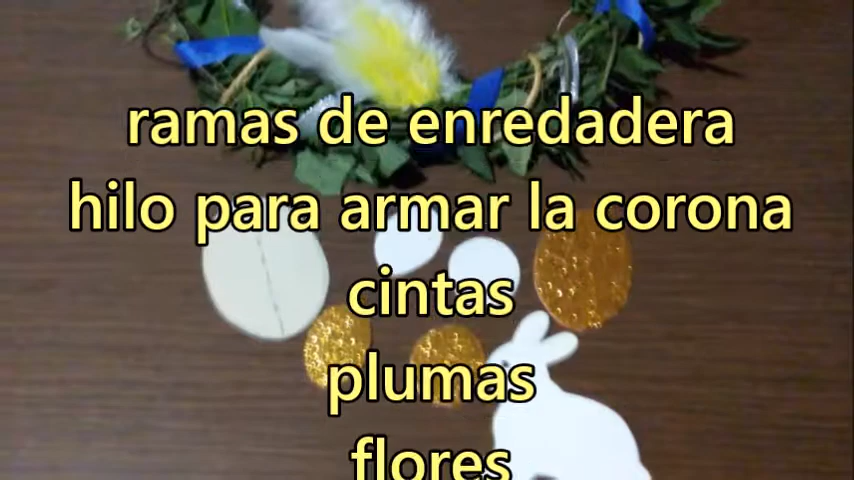 ramas de enredadera
hilo para armar la corona
cintas
plumas
flores